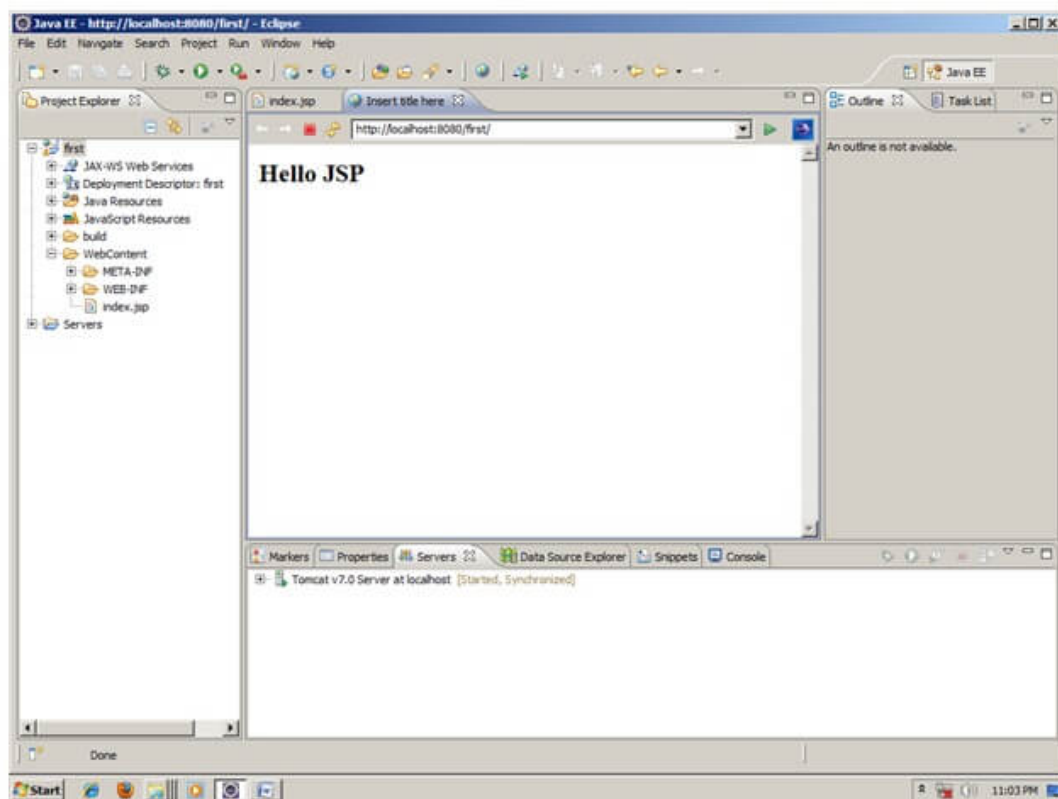 Java EE - http://localhost:8080/first/ - Eclipse
File Edit Navigate Search Project Run Window Help
Java EE
Project Explorer
index.jsp
Insert title here
Outline
Task List
http://localhost:8080/first/
An outline is not available.
first
JAX-WS Web Services
Deployment Descriptor: first
Java Resources
JavaScript Resources
build
WebContent
META-INF
WEB-INF
index.jsp
Servers
Hello JSP
Markers
Properties
Servers
Data Source Explorer
Snippets
Console
Tomcat v7.0 Server at localhost [Started, Synchronized]
Done
Start
11:03 PM